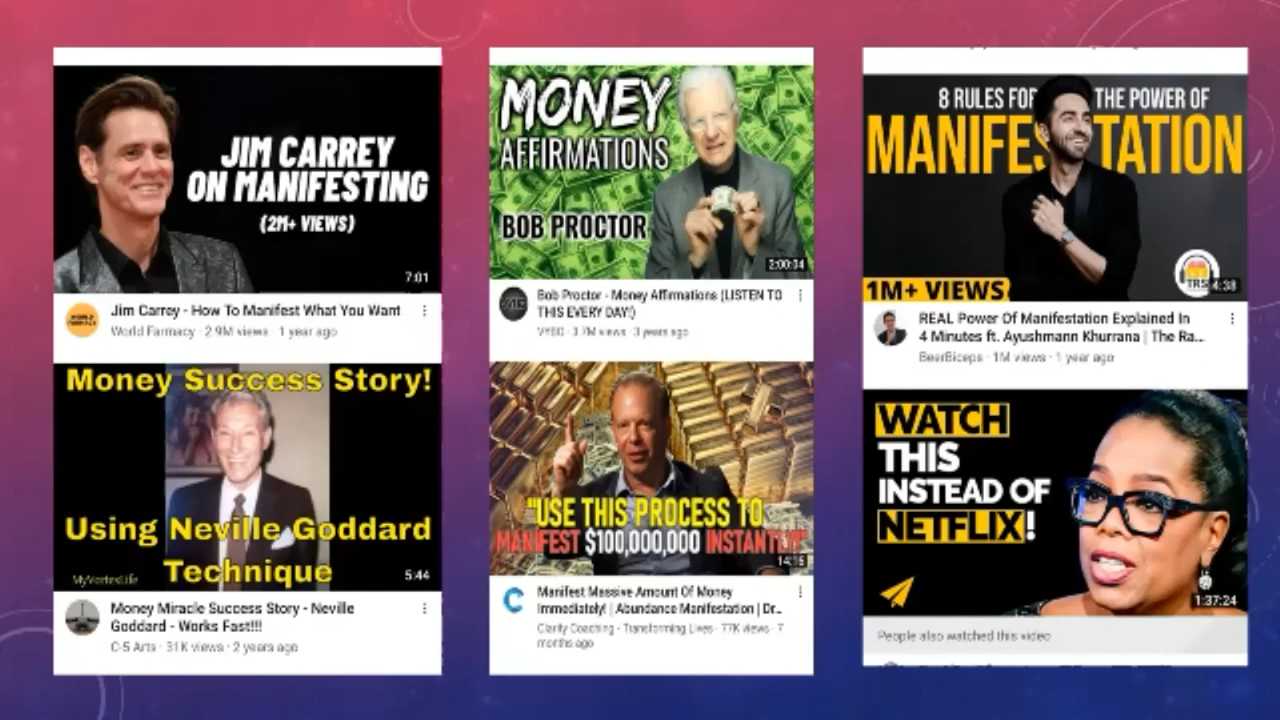 JIM CARREY
ON MANIFESTING
(2M+ VIEWS)
7:01
Jim Carrey - How To Manifest What You Want
World Farmacy · 2.9M views · 1 year ago
Money Success Story!
Using Neville Goddard
Technique
MyVortexLife
5:44
Money Miracle Success Story - Neville
Goddard - Works Fast!!!
C-5 Arts · 31K views · 2 years ago
MONEY
AFFIRMATIONS
BOB PROCTOR
2:00:04
Bob Proctor - Money Affirmations (LISTEN TO
THIS EVERY DAY!)
VYBO · 3.7M views · 3 years ago
"USE THIS PROCESS TO
MANIFEST $100,000,000 INSTANTLY"
14:15
Manifest Massive Amount Of Money
Immediately! | Abundance Manifestation | Dr...
Clarity Coaching - Transforming Lives · 77K views · 7
months ago
8 RULES FOR THE POWER OF
MANIFESTATION
TRS
4:38
1M+ VIEWS
REAL Power Of Manifestation Explained In
4 Minutes ft. Ayushmann Khurrana | The Ra...
BeerBiceps · 1M views · 1 year ago
WATCH
THIS
INSTEAD OF
NETFLIX!
1:37:24
People also watched this video